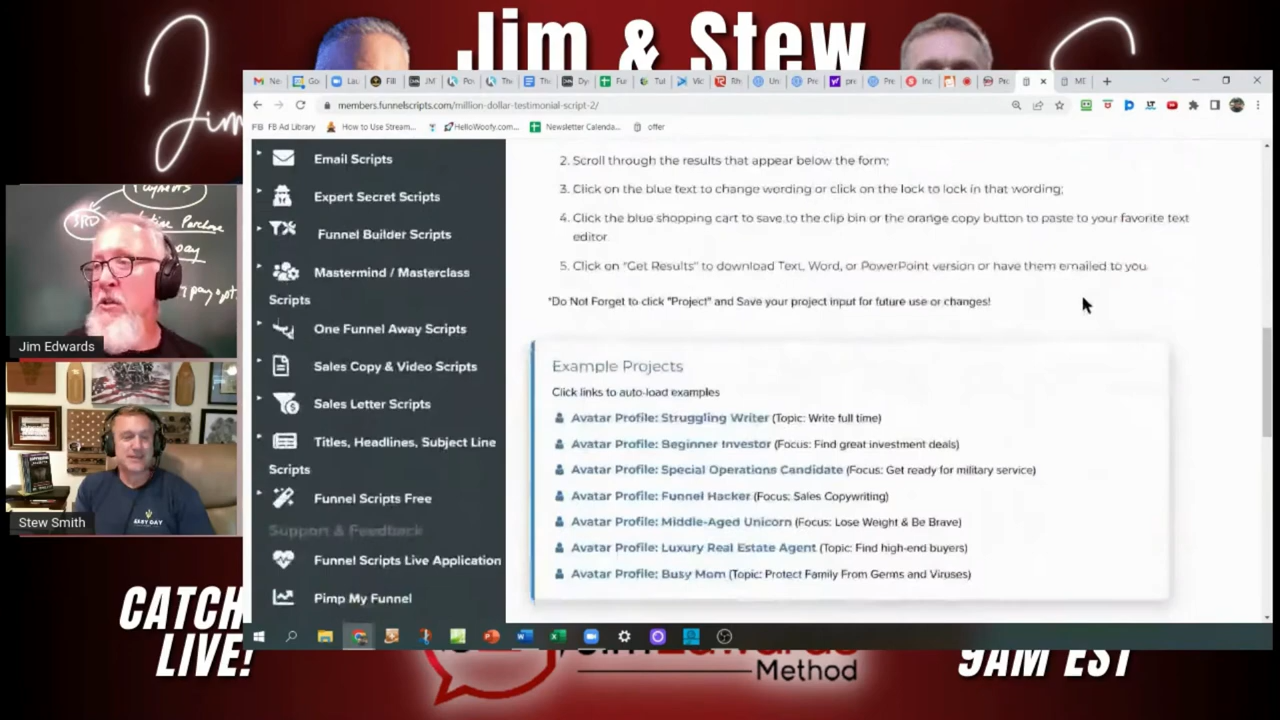 Jim & Stew
members.funnelscripts.com/million-dollar-testimonial-script-2/
FB Ad Library
How to Use Stream...
HelloWoofy.com...
Newsletter Calenda...
offer
Email Scripts
Expert Secret Scripts
Funnel Builder Scripts
Mastermind / Masterclass
Scripts
One Funnel Away Scripts
Sales Copy & Video Scripts
Sales Letter Scripts
Titles, Headlines, Subject Line
Scripts
Funnel Scripts Free
Support & Feedback
Funnel Scripts Live Application
Pimp My Funnel
2. Scroll through the results that appear below the form;
3. Click on the blue text to change wording or click on the lock to lock in that wording;
4. Click the blue shopping cart to save to the clip bin or the orange copy button to paste to your favorite text
editor.
5. Click on "Get Results" to download Text, Word, or PowerPoint version or have them emailed to you.
*Do Not Forget to click "Project" and Save your project input for future use or changes!
Example Projects
Click links to auto-load examples
Avatar Profile: Struggling Writer (Topic: Write full time)
Avatar Profile: Beginner Investor (Focus: Find great investment deals)
Avatar Profile: Special Operations Candidate (Focus: Get ready for military service)
Avatar Profile: Funnel Hacker (Focus: Sales Copywriting)
Avatar Profile: Middle-Aged Unicorn (Focus: Lose Weight & Be Brave)
Avatar Profile: Luxury Real Estate Agent (Topic: Find high-end buyers)
Avatar Profile: Busy Mom (Topic: Protect Family From Germs and Viruses)
Payments
3RD
Purchase
pay
Jim Edwards
EASY DAY
Stew Smith
CATCH
LIVE!
Method
9AM EST